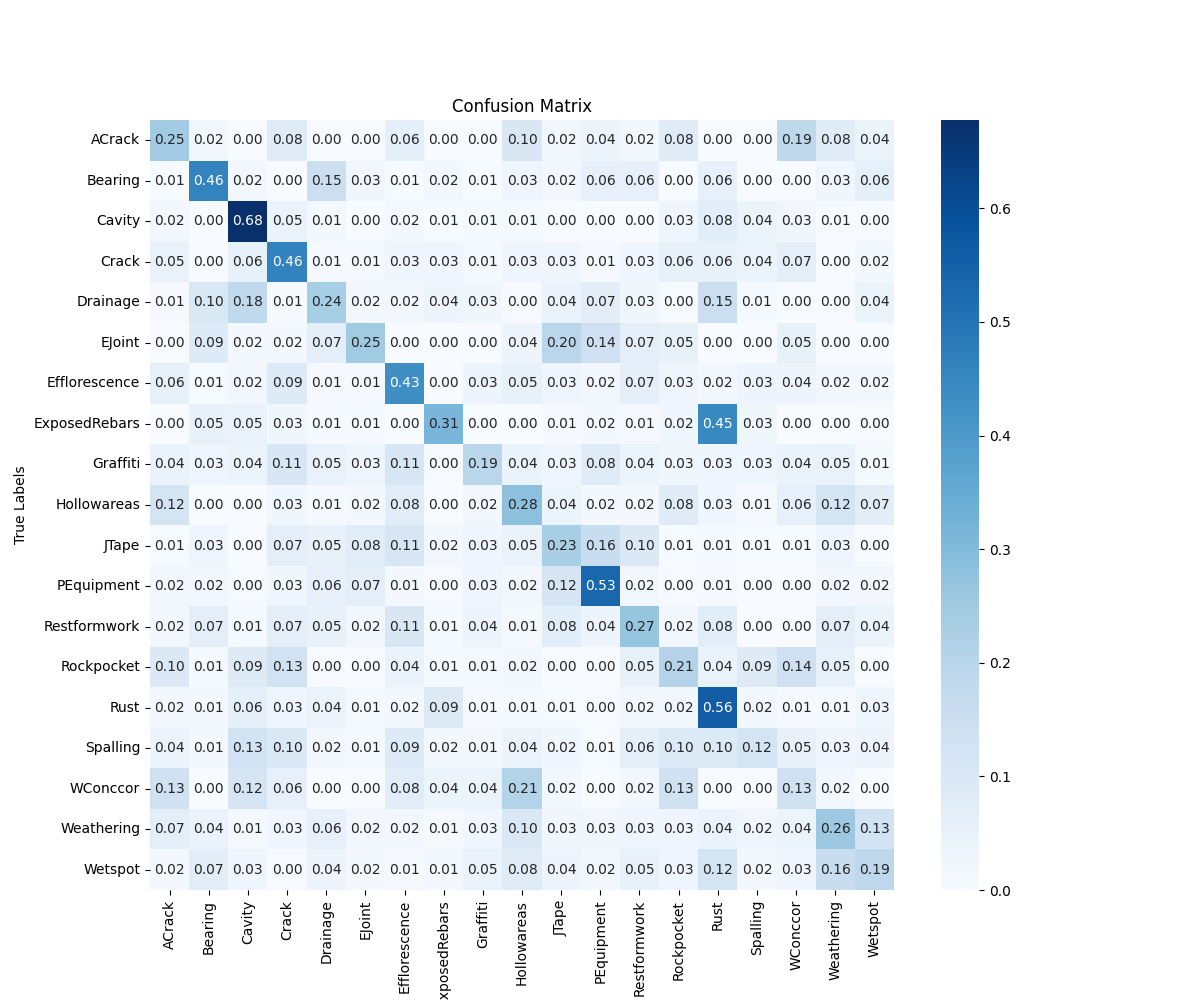 Confusion Matrix
ACrack 0.25 0.02 0.00 0.08 0.00 0.00 0.06 0.00 0.00 0.10 0.02 0.04 0.02 0.08 0.00 0.00 0.19 0.08 0.04
Bearing 0.01 0.46 0.02 0.00 0.15 0.03 0.01 0.02 0.01 0.03 0.02 0.06 0.06 0.00 0.06 0.00 0.00 0.03 0.06
Cavity 0.02 0.00 0.68 0.05 0.01 0.00 0.02 0.01 0.01 0.01 0.00 0.00 0.00 0.03 0.08 0.04 0.03 0.01 0.00
0.6
Crack 0.05 0.00 0.06 0.46 0.01 0.01 0.03 0.03 0.01 0.03 0.03 0.01 0.03 0.06 0.06 0.04 0.07 0.00 0.02
Drainage 0.01 0.10 0.18 0.01 0.24 0.02 0.02 0.04 0.03 0.00 0.04 0.07 0.03 0.00 0.15 0.01 0.00 0.00 0.04
0.5
EJoint 0.00 0.09 0.02 0.02 0.07 0.25 0.00 0.00 0.00 0.04 0.20 0.14 0.07 0.05 0.00 0.00 0.05 0.00 0.00
Efflorescence 0.06 0.01 0.02 0.09 0.01 0.01 0.43 0.00 0.03 0.05 0.03 0.02 0.07 0.03 0.02 0.03 0.04 0.02 0.02
ExposedRebars 0.00 0.05 0.05 0.03 0.01 0.01 0.00 0.31 0.00 0.00 0.01 0.02 0.01 0.02 0.45 0.03 0.00 0.00 0.00
0.4
Graffiti 0.04 0.03 0.04 0.11 0.05 0.03 0.11 0.00 0.19 0.04 0.03 0.08 0.04 0.03 0.03 0.03 0.04 0.05 0.01
True Labels
Hollowareas 0.12 0.00 0.00 0.03 0.01 0.02 0.08 0.00 0.02 0.28 0.04 0.02 0.02 0.08 0.03 0.01 0.06 0.12 0.07
JTape 0.01 0.03 0.00 0.07 0.05 0.08 0.11 0.02 0.03 0.05 0.23 0.16 0.10 0.01 0.01 0.01 0.01 0.03 0.00
0.3
PEquipment 0.02 0.02 0.00 0.03 0.06 0.07 0.01 0.00 0.03 0.02 0.12 0.53 0.02 0.00 0.01 0.00 0.00 0.02 0.02
Restformwork 0.02 0.07 0.01 0.07 0.05 0.02 0.11 0.01 0.04 0.01 0.08 0.04 0.27 0.02 0.08 0.00 0.00 0.07 0.04
Rockpocket 0.10 0.01 0.09 0.13 0.00 0.00 0.04 0.01 0.01 0.02 0.00 0.00 0.05 0.21 0.04 0.09 0.14 0.05 0.00
0.2
Rust 0.02 0.01 0.06 0.03 0.04 0.01 0.02 0.09 0.01 0.01 0.01 0.00 0.02 0.02 0.56 0.02 0.01 0.01 0.03
Spalling 0.04 0.01 0.13 0.10 0.02 0.01 0.09 0.02 0.01 0.04 0.02 0.01 0.06 0.10 0.10 0.12 0.05 0.03 0.04
0.1
WConccor 0.13 0.00 0.12 0.06 0.00 0.00 0.08 0.04 0.04 0.21 0.02 0.00 0.02 0.13 0.00 0.00 0.13 0.02 0.00
Weathering 0.07 0.04 0.01 0.03 0.06 0.02 0.02 0.01 0.03 0.10 0.03 0.03 0.03 0.03 0.04 0.02 0.04 0.26 0.13
Wetspot 0.02 0.07 0.03 0.00 0.04 0.02 0.01 0.01 0.05 0.08 0.04 0.02 0.05 0.03 0.12 0.02 0.03 0.16 0.19
0.0
ACrack
Bearing
Cavity
Crack
Drainage
EJoint
Efflorescence
xposedRebars
Graffiti
Hollowareas
JTape
PEquipment
Restformwork
Rockpocket
Rust
Spalling
WConccor
Weathering
Wetspot